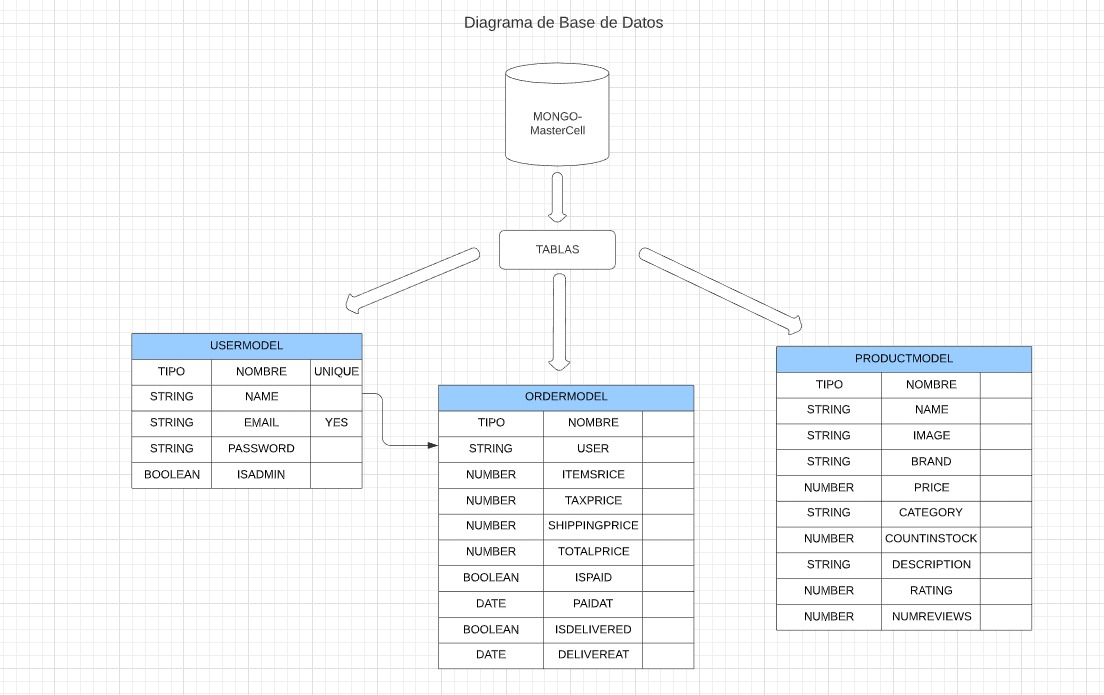 Diagrama de Base de Datos
MONGO-
MasterCell
TABLAS
USERMODEL
TIPO NOMBRE UNIQUE
STRING NAME
STRING EMAIL YES
STRING PASSWORD
BOOLEAN ISADMIN
ORDERMODEL
TIPO NOMBRE
STRING USER
NUMBER ITEMSRICE
NUMBER TAXPRICE
NUMBER SHIPPINGPRICE
NUMBER TOTALPRICE
BOOLEAN ISPAID
DATE PAIDAT
BOOLEAN ISDELIVERED
DATE DELIVEREAT
PRODUCTMODEL
TIPO NOMBRE
STRING NAME
STRING IMAGE
STRING BRAND
NUMBER PRICE
STRING CATEGORY
NUMBER COUNTINSTOCK
STRING DESCRIPTION
NUMBER RATING
NUMBER NUMREVIEWS